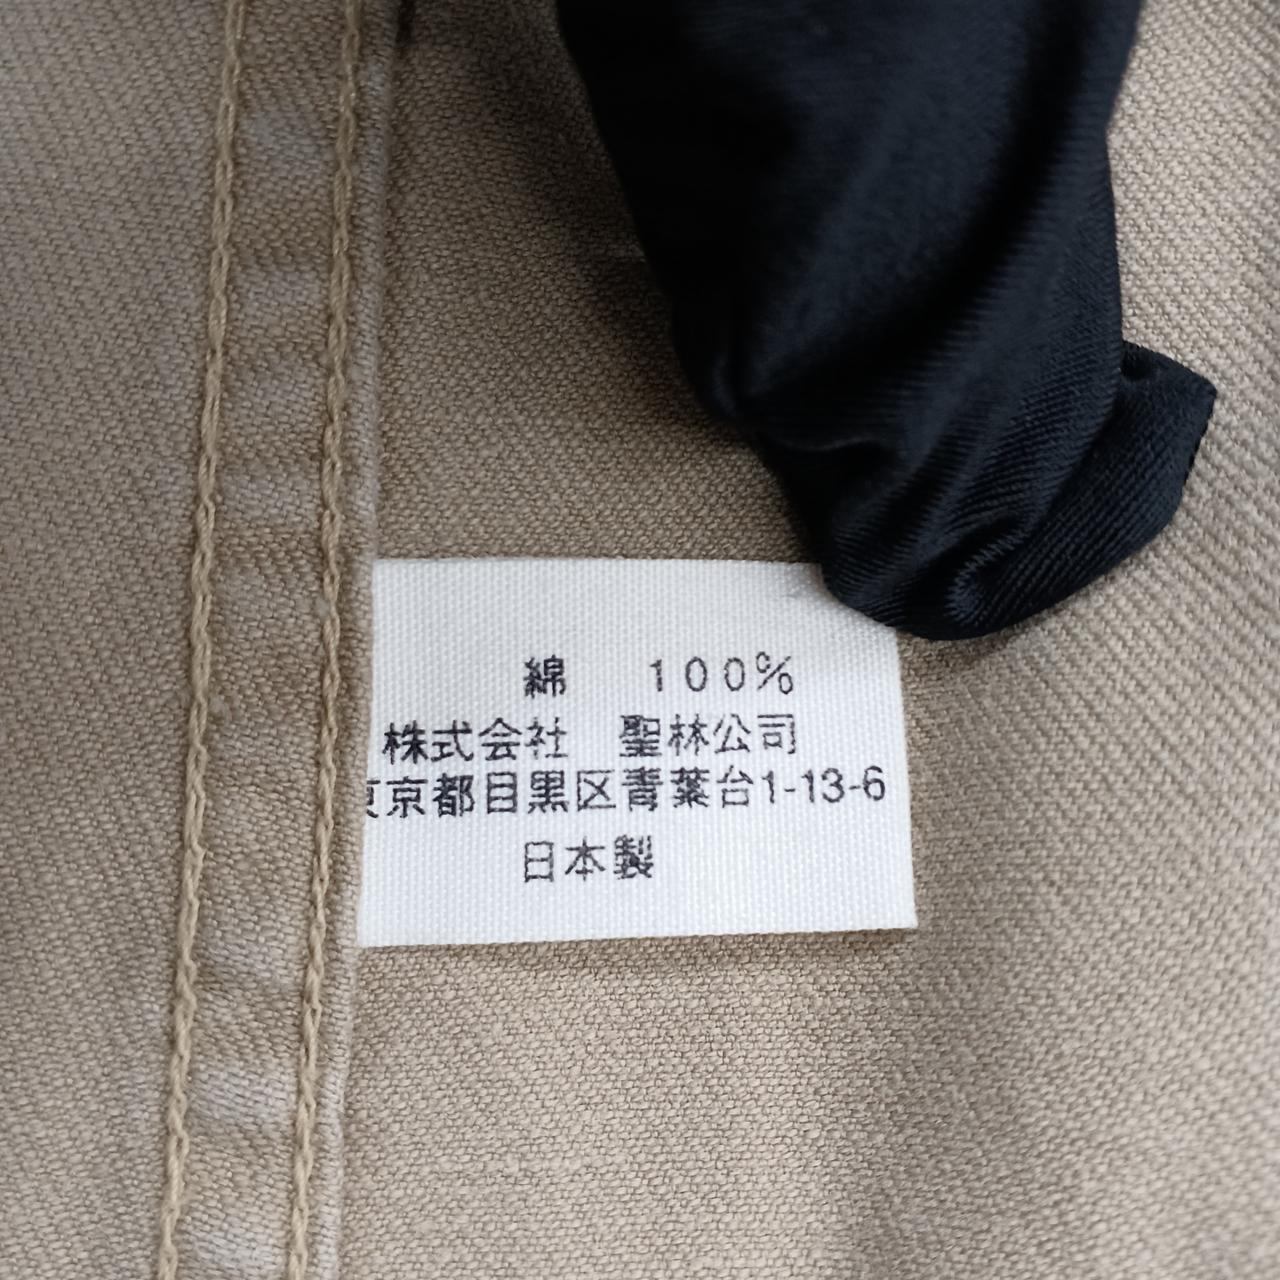 綿　100%
株式会社　聖林公司
東京都目黒区青葉台1-13-6
日本製